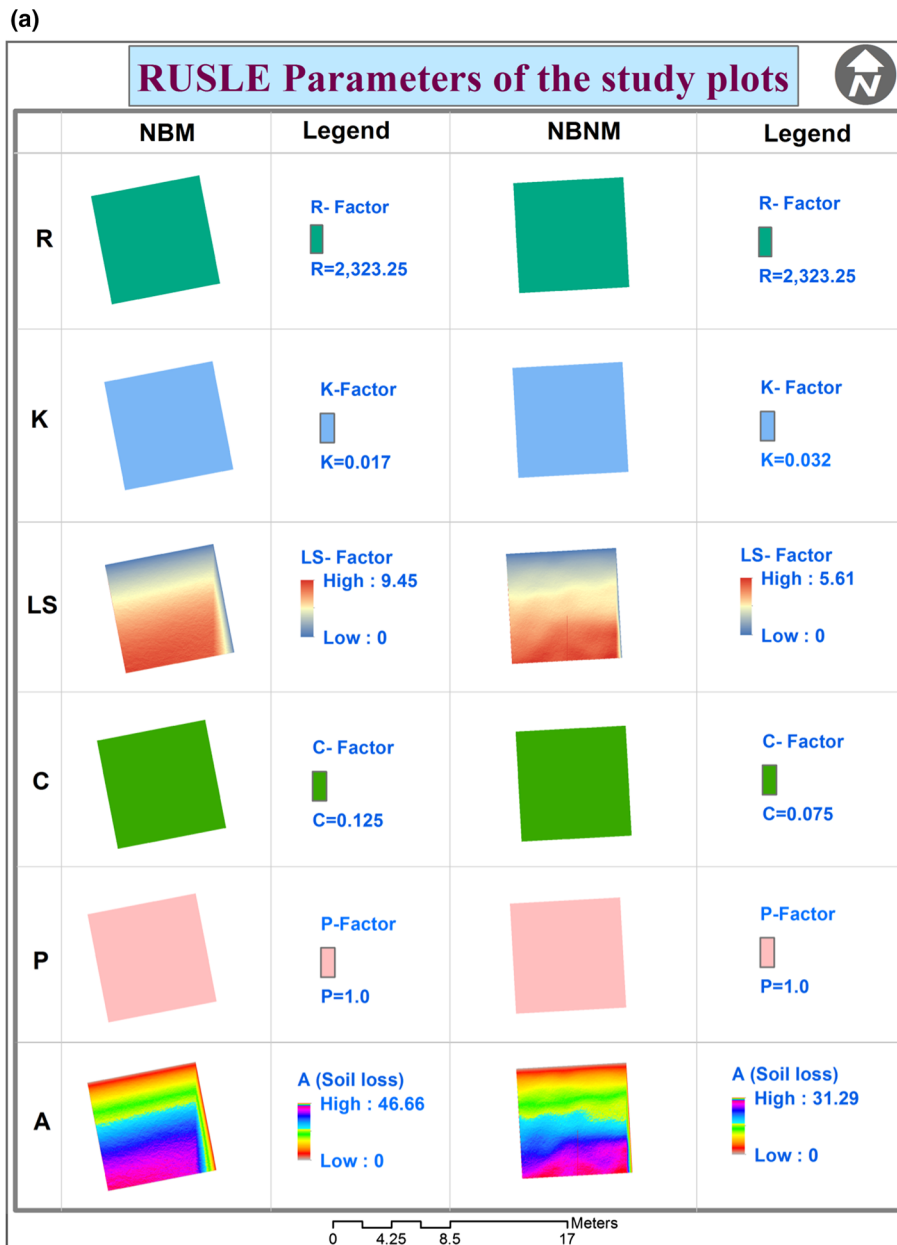 (a)
RUSLE Parameters of the study plots
N
NBM Legend NBNM Legend
R
R- Factor
R=2,323.25
R- Factor
R=2,323.25
K
K-Factor
K=0.017
K- Factor
K=0.032
LS
LS- Factor
High : 9.45
Low : 0
LS- Factor
High : 5.61
Low : 0
C
C- Factor
C=0.125
C- Factor
C=0.075
P
P-Factor
P=1.0
P-Factor
P=1.0
A
A (Soil loss)
High : 46.66
Low : 0
A (Soil loss)
High : 31.29
Low : 0
Meters
0 4.25 8.5 17